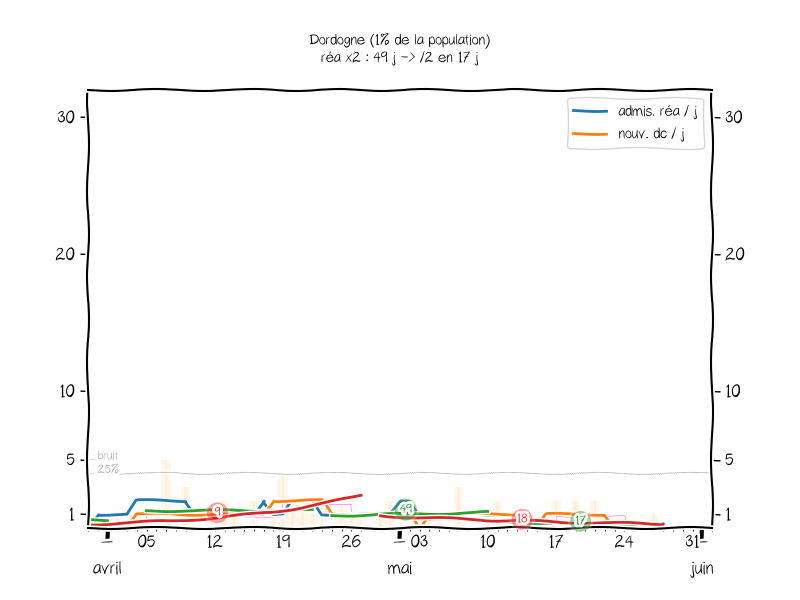 Dordogne (1% de la population)
réa x2 : 49 j -> /2 en 17 j
admis. réa / j
nouv. dc / j
30 30
20 20
10 10
5 5
bruit
25%
1 1
9 49 18 17
05 12 19 26 03 10 17 24 31
avril mai juin